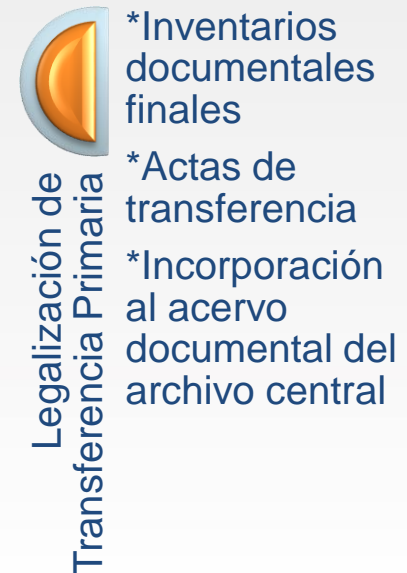 Legalización de
Transferencia Primaria
*Inventarios
documentales
finales
*Actas de
transferencia
*Incorporación
al acervo
documental del
archivo central